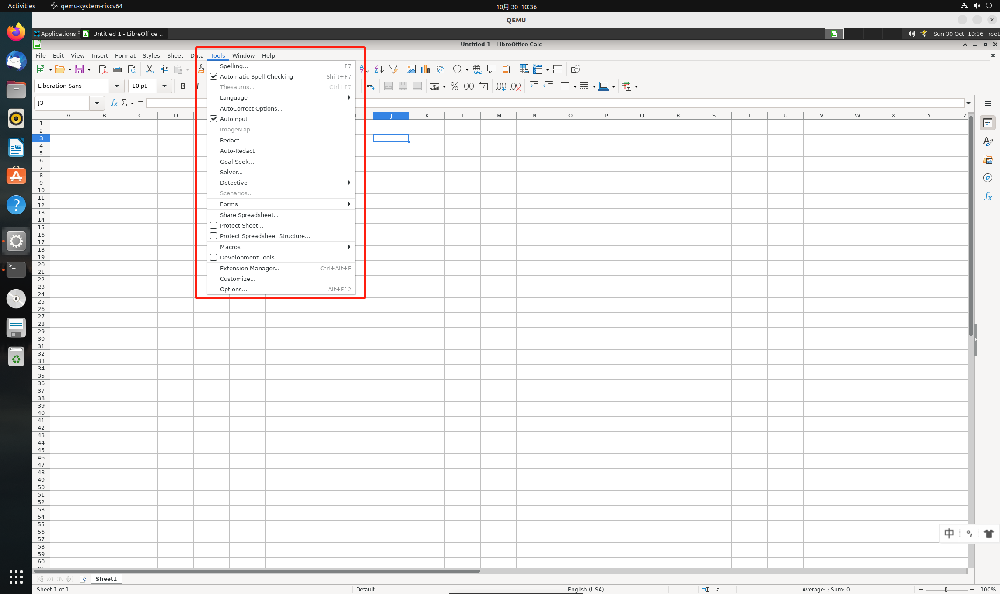 Activities qemu-system-riscv64 10月 30 10:36
QEMU
Applications Untitled 1 - LibreOffice ... Sun 30 Oct, 10:36 root
Untitled 1 - LibreOffice Calc
File Edit View Insert Format Styles Sheet Data Tools Window Help
Liberation Sans 10 pt B I
J3
A B C D J K L M N O P Q R S T U V W X Y Z
Spelling... F7
Automatic Spell Checking Shift+F7
Thesaurus... Ctrl+F7
Language
AutoCorrect Options...
AutoInput
ImageMap
Redact
Auto-Redact
Goal Seek...
Solver...
Detective
Scenarios...
Forms
Share Spreadsheet...
Protect Sheet...
Protect Spreadsheet Structure...
Macros
Development Tools
Extension Manager... Ctrl+Alt+E
Customize...
Options... Alt+F12
1
2
3
4
5
6
7
8
9
10
11
12
13
14
15
16
17
18
19
20
21
22
23
24
25
26
27
28
29
30
31
32
33
34
35
36
37
38
39
40
41
42
43
44
45
46
47
48
49
50
51
52
53
54
55
56
57
58
59
60
中
Sheet1
Sheet 1 of 1 Default English (USA) Average: ; Sum: 0 100%